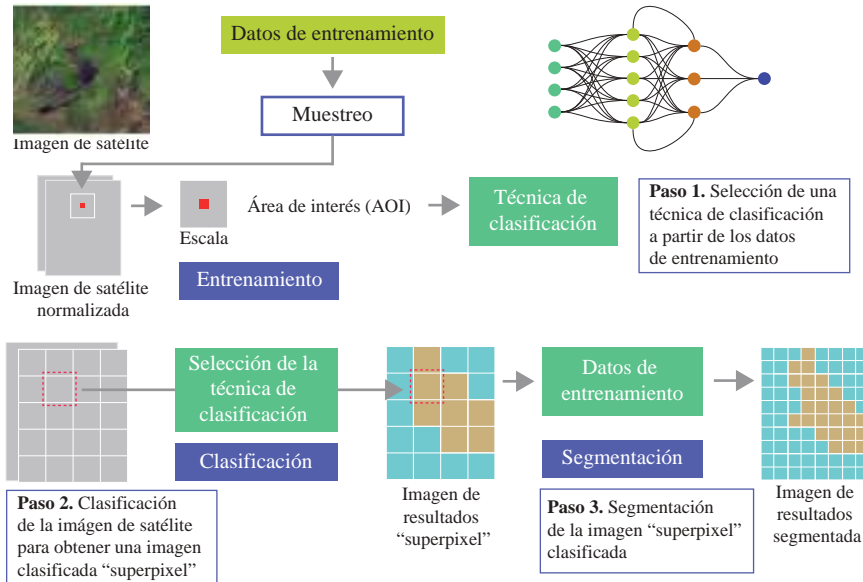 Datos de entrenamiento
Muestreo
Imagen de satélite
Área de interés (AOI)
Escala
Técnica de
clasificación
Paso 1. Selección de una
técnica de clasificación
a partir de los datos
de entrenamiento
Imagen de satélite
normalizada
Entrenamiento
Selección de la
técnica de
clasificación
Datos de
entrenamiento
Clasificación
Segmentación
Paso 2. Clasificación
de la imágen de satélite
para obtener una imagen
clasificada “superpixel”
Imagen de
resultados
“superpixel”
Paso 3. Segmentación
de la imagen “superpixel”
clasificada
Imagen de
resultados
segmentada